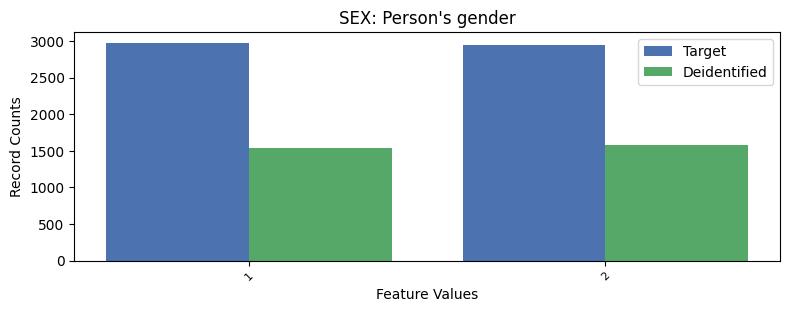 SEX: Person's gender
Target
Deidentified
3000
2500
2000
1500
1000
500
0
Record Counts
1
2
Feature Values